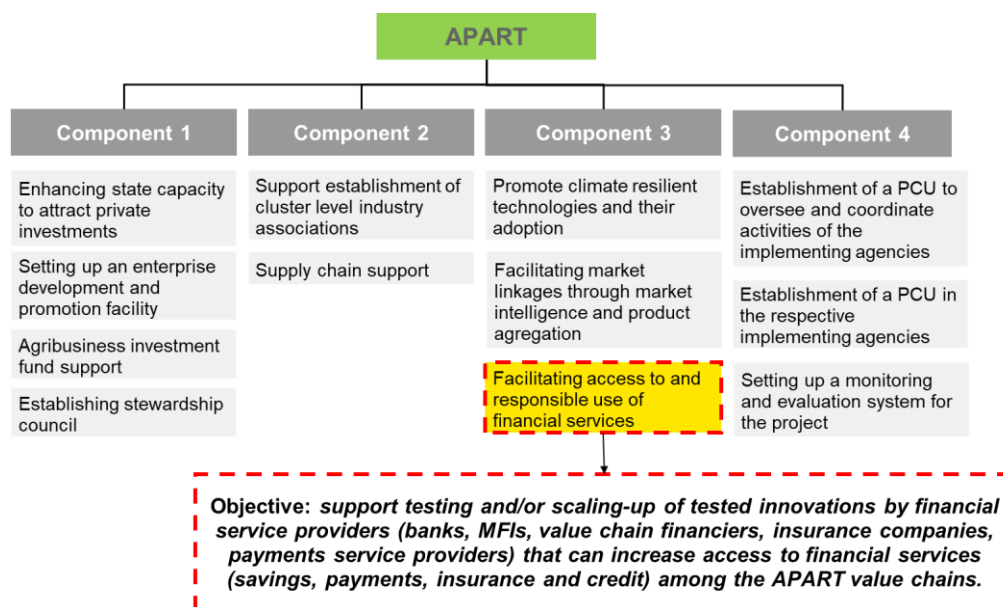 APART
Component 1
Enhancing state capacity
to attract private
investments
Setting up an enterprise
development and
promotion facility
Agribusiness investment
fund support
Establishing stewardship
council
Component 2
Support establishment of
cluster level industry
associations
Supply chain support
Component 3
Promote climate resilient
technologies and their
adoption
Facilitating market
linkages through market
intelligence and product
agregation
Facilitating access to and
responsible use of
financial services
Component 4
Establishment of a PCU to
oversee and coordinate
activities of the
implementing agencies
Establishment of a PCU in
the respective
implementing agencies
Setting up a monitoring
and evaluation system for
the project
Objective: support testing and/or scaling-up of tested innovations by financial
service providers (banks, MFIs, value chain financiers, insurance companies,
payments service providers) that can increase access to financial services
(savings, payments, insurance and credit) among the APART value chains.